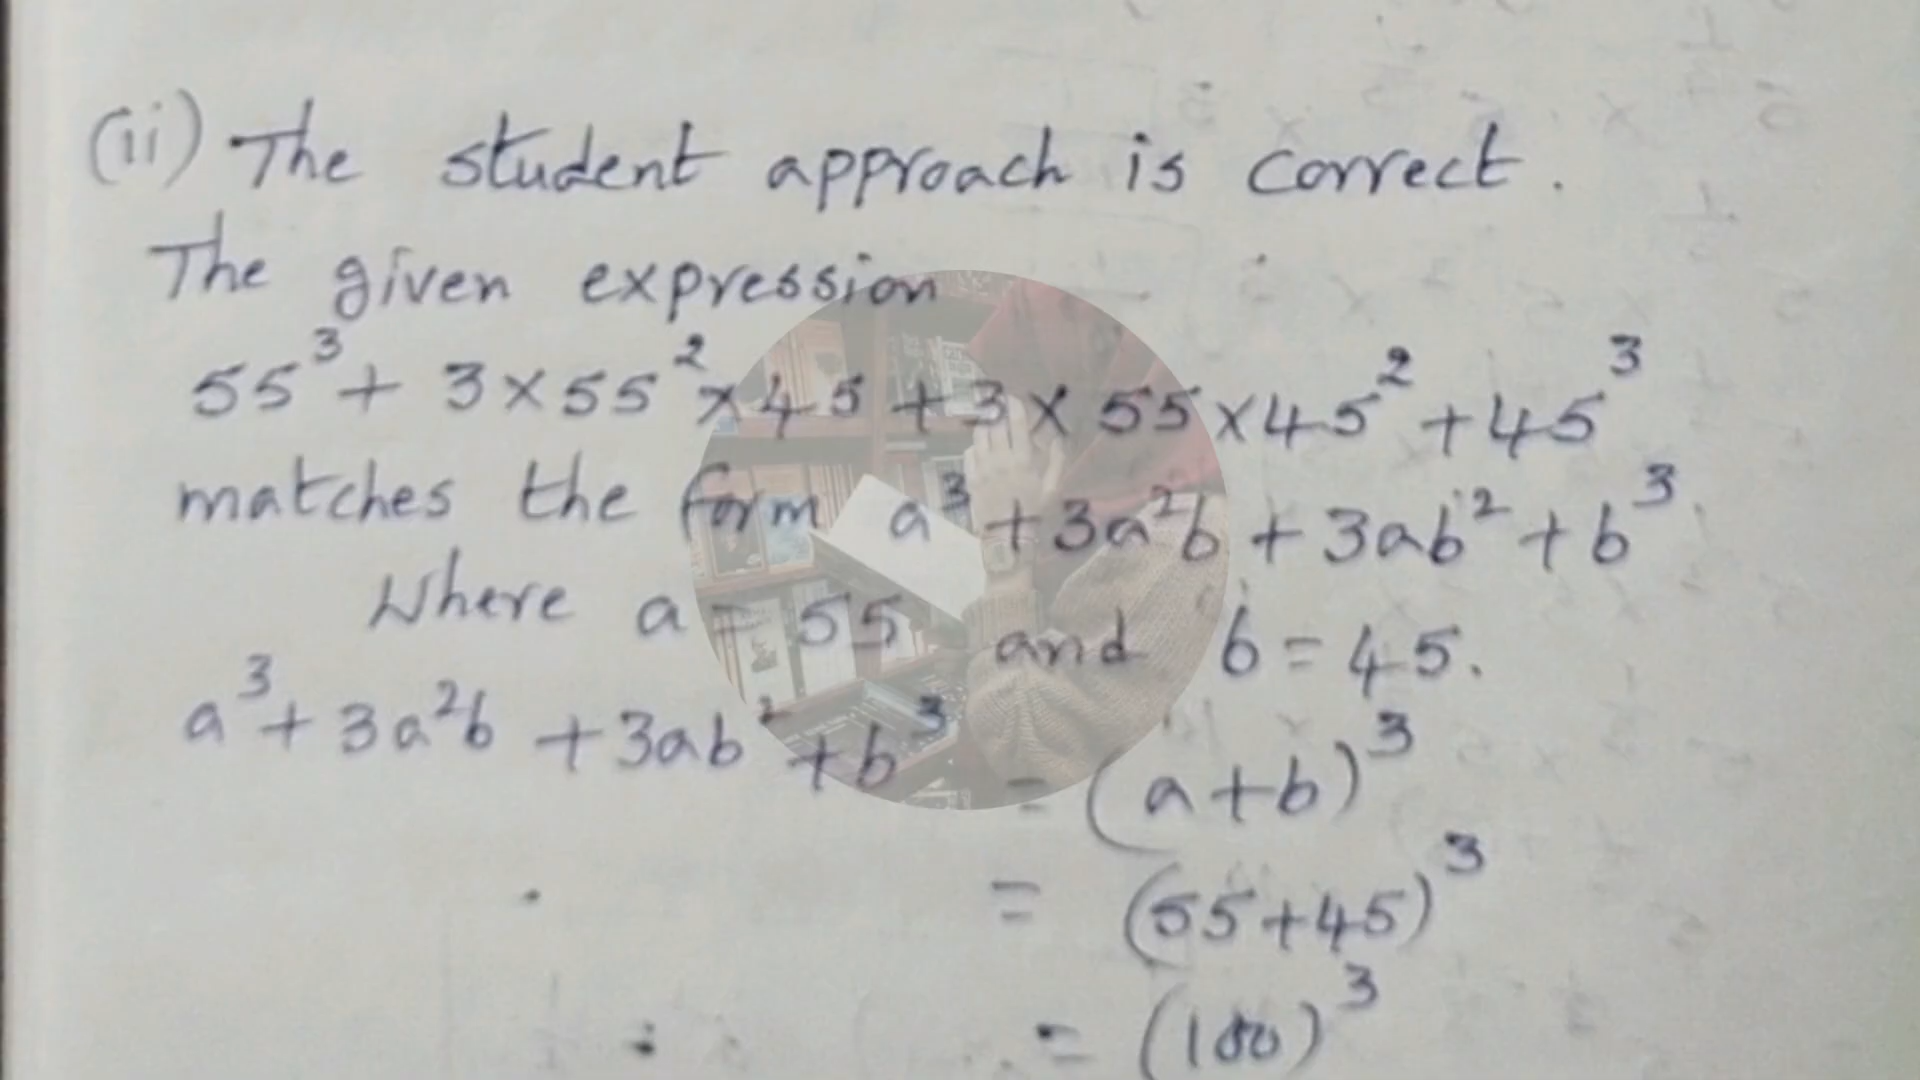 (ii) The student approach is correct.
The given expression
55³ + 3×55²×45 + 3×55×45² + 45³
matches the form a³ + 3a²b + 3ab² + b³.
Where a = 55 and b = 45.
a³ + 3a²b + 3ab² + b³ = (a+b)³
= (55+45)³
= (100)³